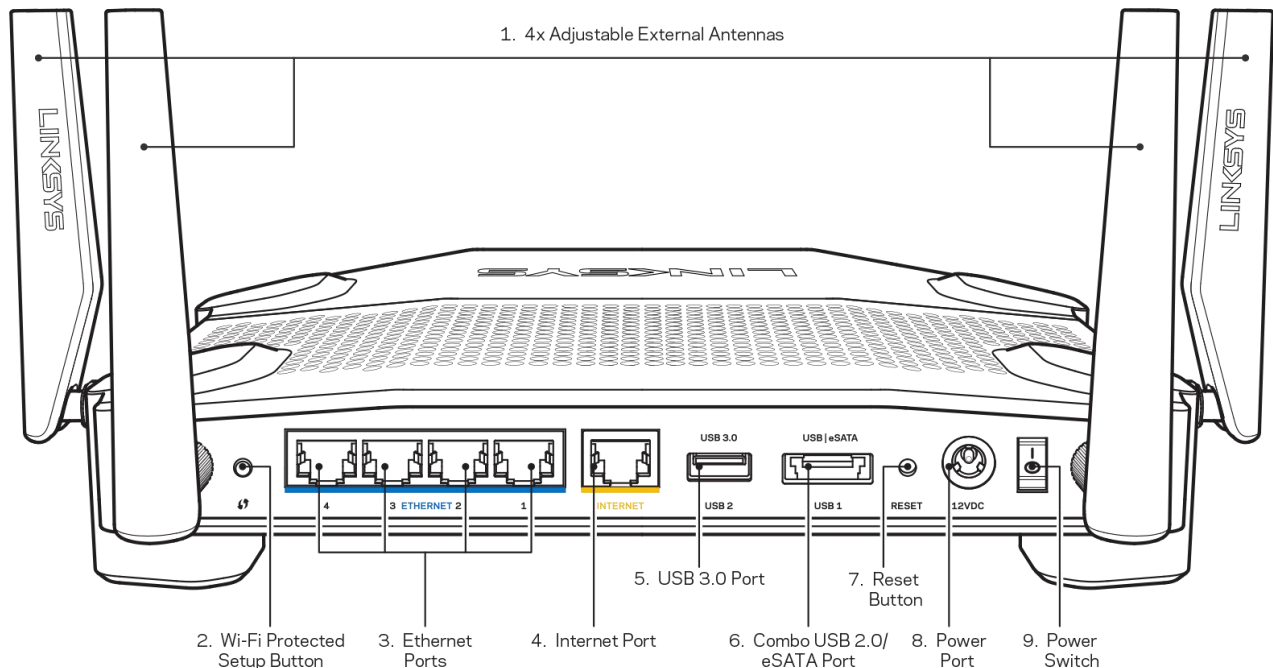 1. 4x Adjustable External Antennas
LINKSYS
LINKSYS
LINKSYS
USB 3.0
USB | eSATA
4
3 ETHERNET 2
1
INTERNET
USB 2
USB 1
RESET
12VDC
5. USB 3.0 Port
7. Reset
Button
2. Wi-Fi Protected
Setup Button
3. Ethernet
Ports
4. Internet Port
6. Combo USB 2.0/
eSATA Port
8. Power
Port
9. Power
Switch